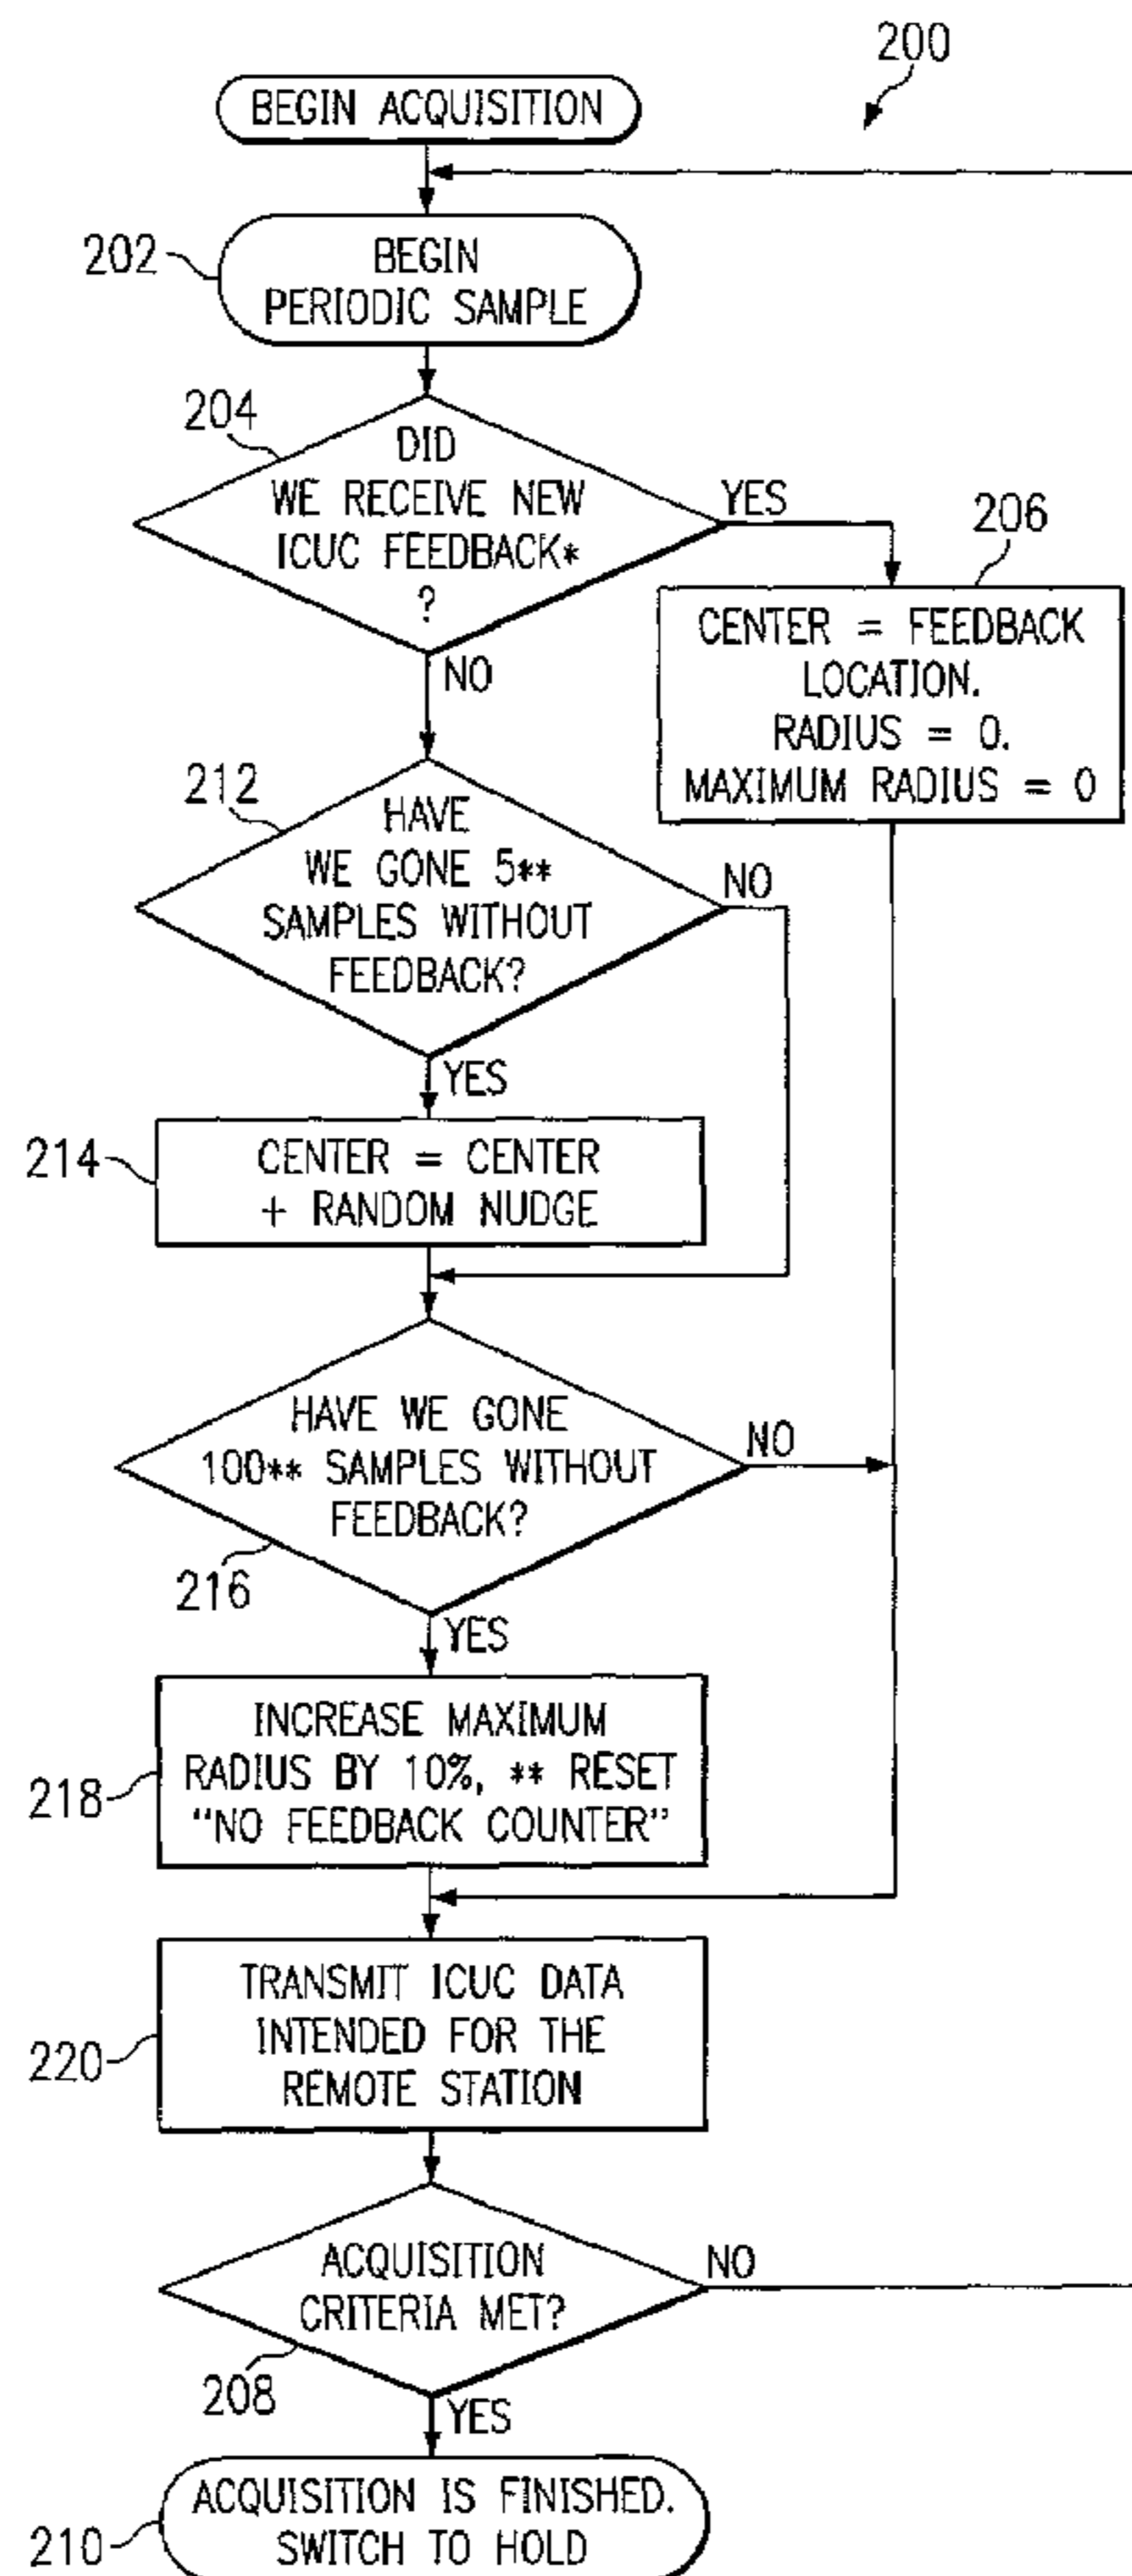 200
BEGIN ACQUISITION
202
BEGIN
PERIODIC SAMPLE
204
DID
WE RECEIVE NEW
ICUC FEEDBACK*
?
YES
NO
206
CENTER = FEEDBACK
LOCATION.
RADIUS = 0.
MAXIMUM RADIUS = 0
212
HAVE
WE GONE 5**
SAMPLES WITHOUT
FEEDBACK?
NO
YES
214
CENTER = CENTER
+ RANDOM NUDGE
HAVE WE GONE
100** SAMPLES WITHOUT
FEEDBACK?
NO
216
YES
218
INCREASE MAXIMUM
RADIUS BY 10%, ** RESET
"NO FEEDBACK COUNTER"
220
TRANSMIT ICUC DATA
INTENDED FOR THE
REMOTE STATION
ACQUISITION
CRITERIA MET?
NO
208
YES
210
ACQUISITION IS FINISHED.
SWITCH TO HOLD